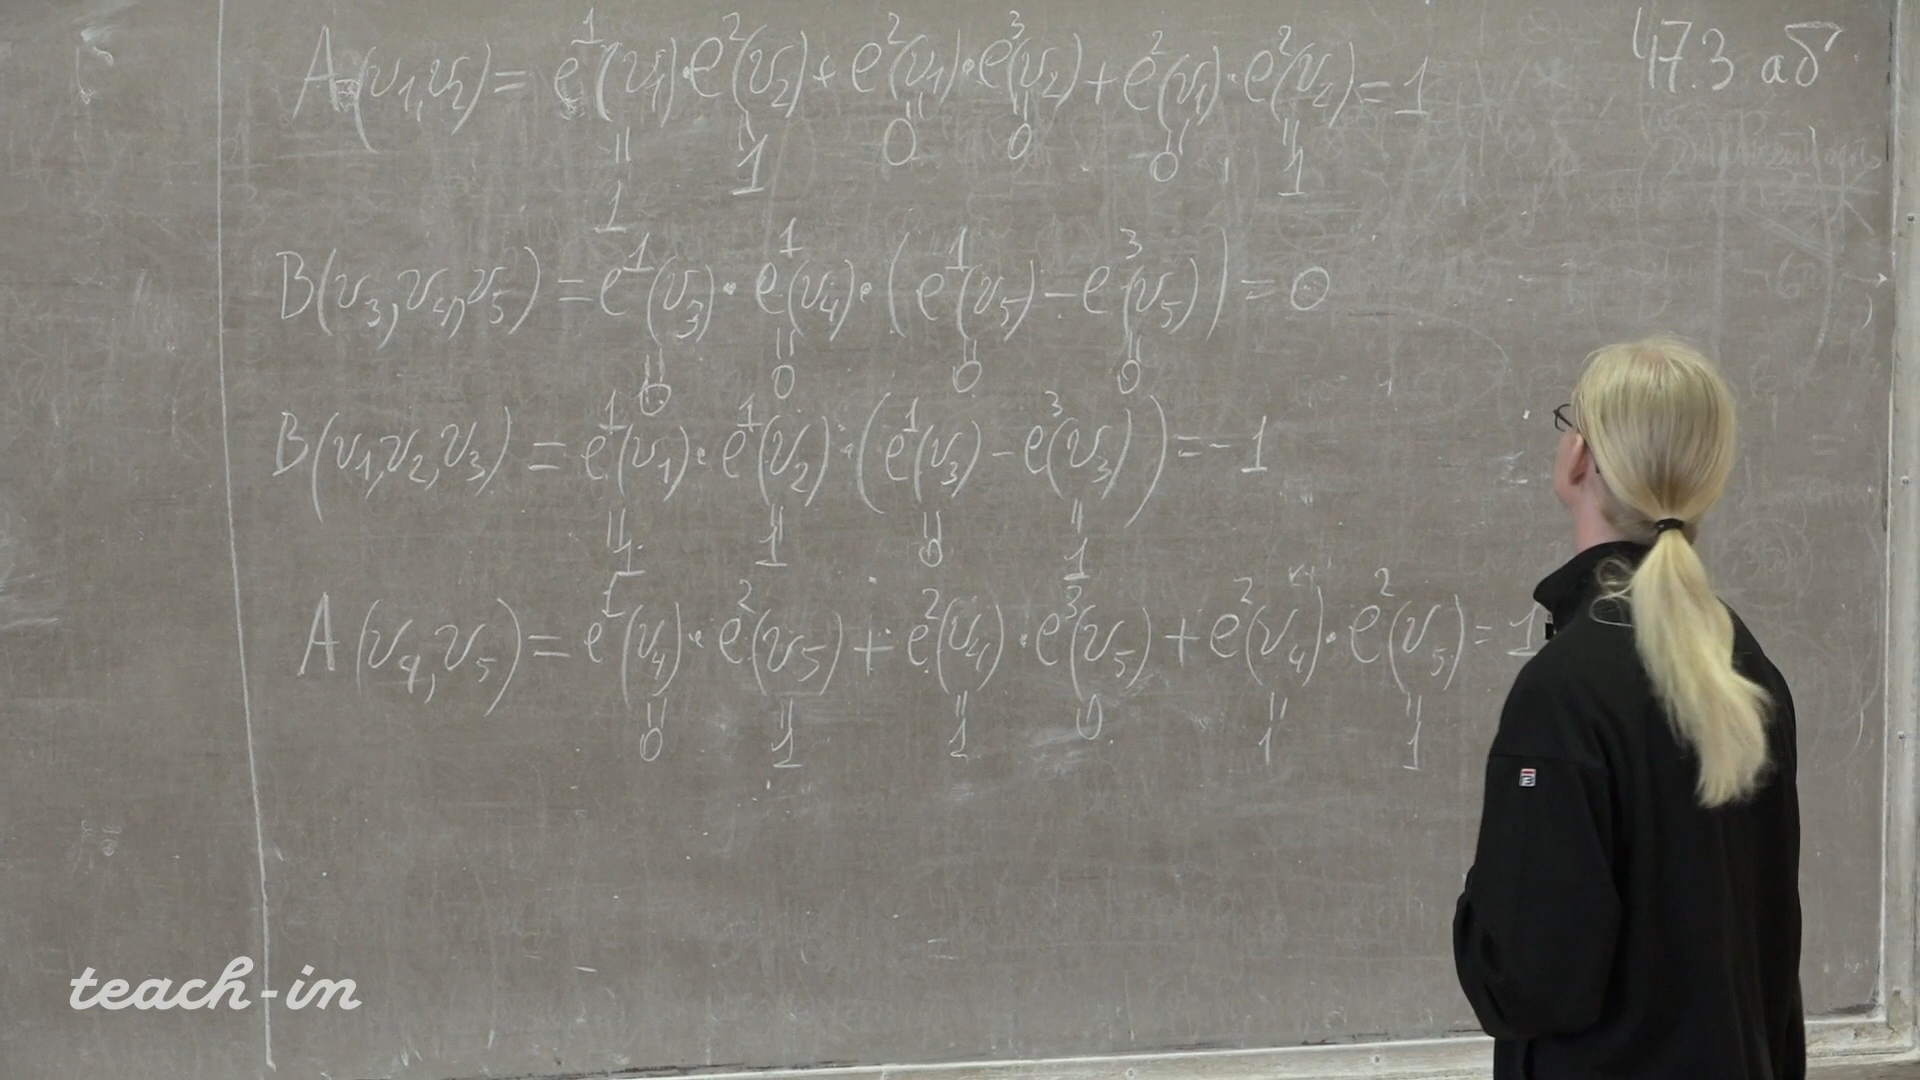 47.3 аб
A(v₁,v₂) = e¹(v₁)·e²(v₂) + e²(v₁)·e³(v₂) + e²(v₁)·e²(v₂) = 1
" 1 " 1 " 0 " 0 " 0 " 1
B(v₃,v₄,v₅) = e¹(v₃)·e¹(v₄)·(e¹(v₅) − e³(v₅)) = 0
" 0 " 0 " 0 " 0
B(v₁,v₂,v₃) = e¹(v₁)·e¹(v₂)·(e¹(v₃) − e³(v₃)) = −1
" 1 " 1 " 0 " 1
A(v₄,v₅) = e¹(v₄)·e²(v₅) + e²(v₄)·e³(v₅) + e²(v₄)·e²(v₅) = 1
" 0 " 1 " 1 " 0 " 1 " 1
teach-in